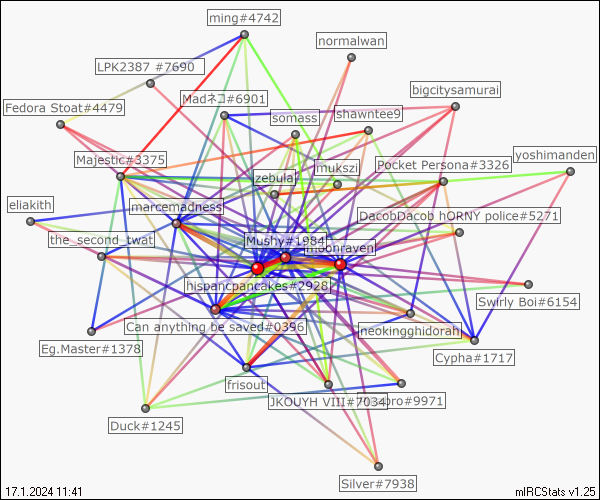 ming#4742
normalwan
LPK2387 #7690
bigcitysamurai
Madネコ#6901
Fedora Stoat#4479
somass
shawntee9
yoshimanden
Majestic#3375
mukszi
Pocket Persona#3326
zebula
eliakith
marcemadness
DacobDacob hORNY police#5271
the_second_twat
Mushy#1984
moonraven
hispancpancakes#2928
Swirly Boi#6154
Can anything be saved#0396
neokingghidorah
Eg.Master#1378
Cypha#1717
frisout
JKOUYH VIII#7034
pro#9971
Duck#1245
Silver#7938
17.1.2024 11:41
mIRCStats v1.25